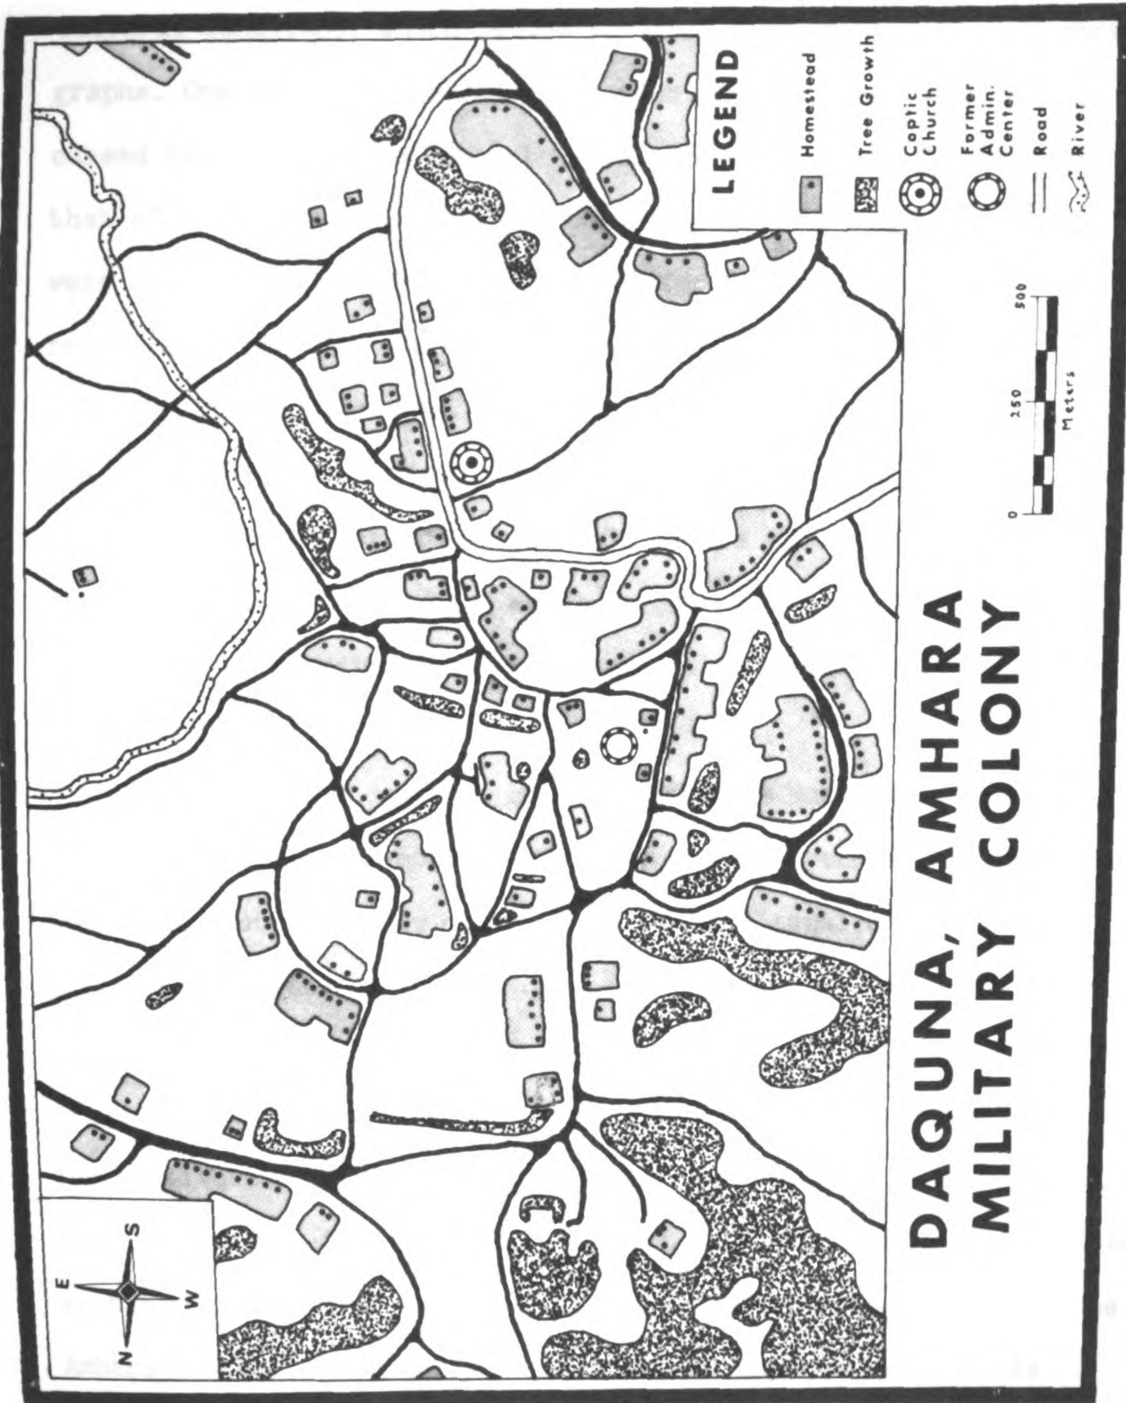 DAQUNA, AMHARA
MILITARY COLONY
LEGEND
Homestead
Tree Growth
Coptic
Church
Former
Admin.
Center
Road
River
0 250 500
Meters
N
E
S
W
graphs.